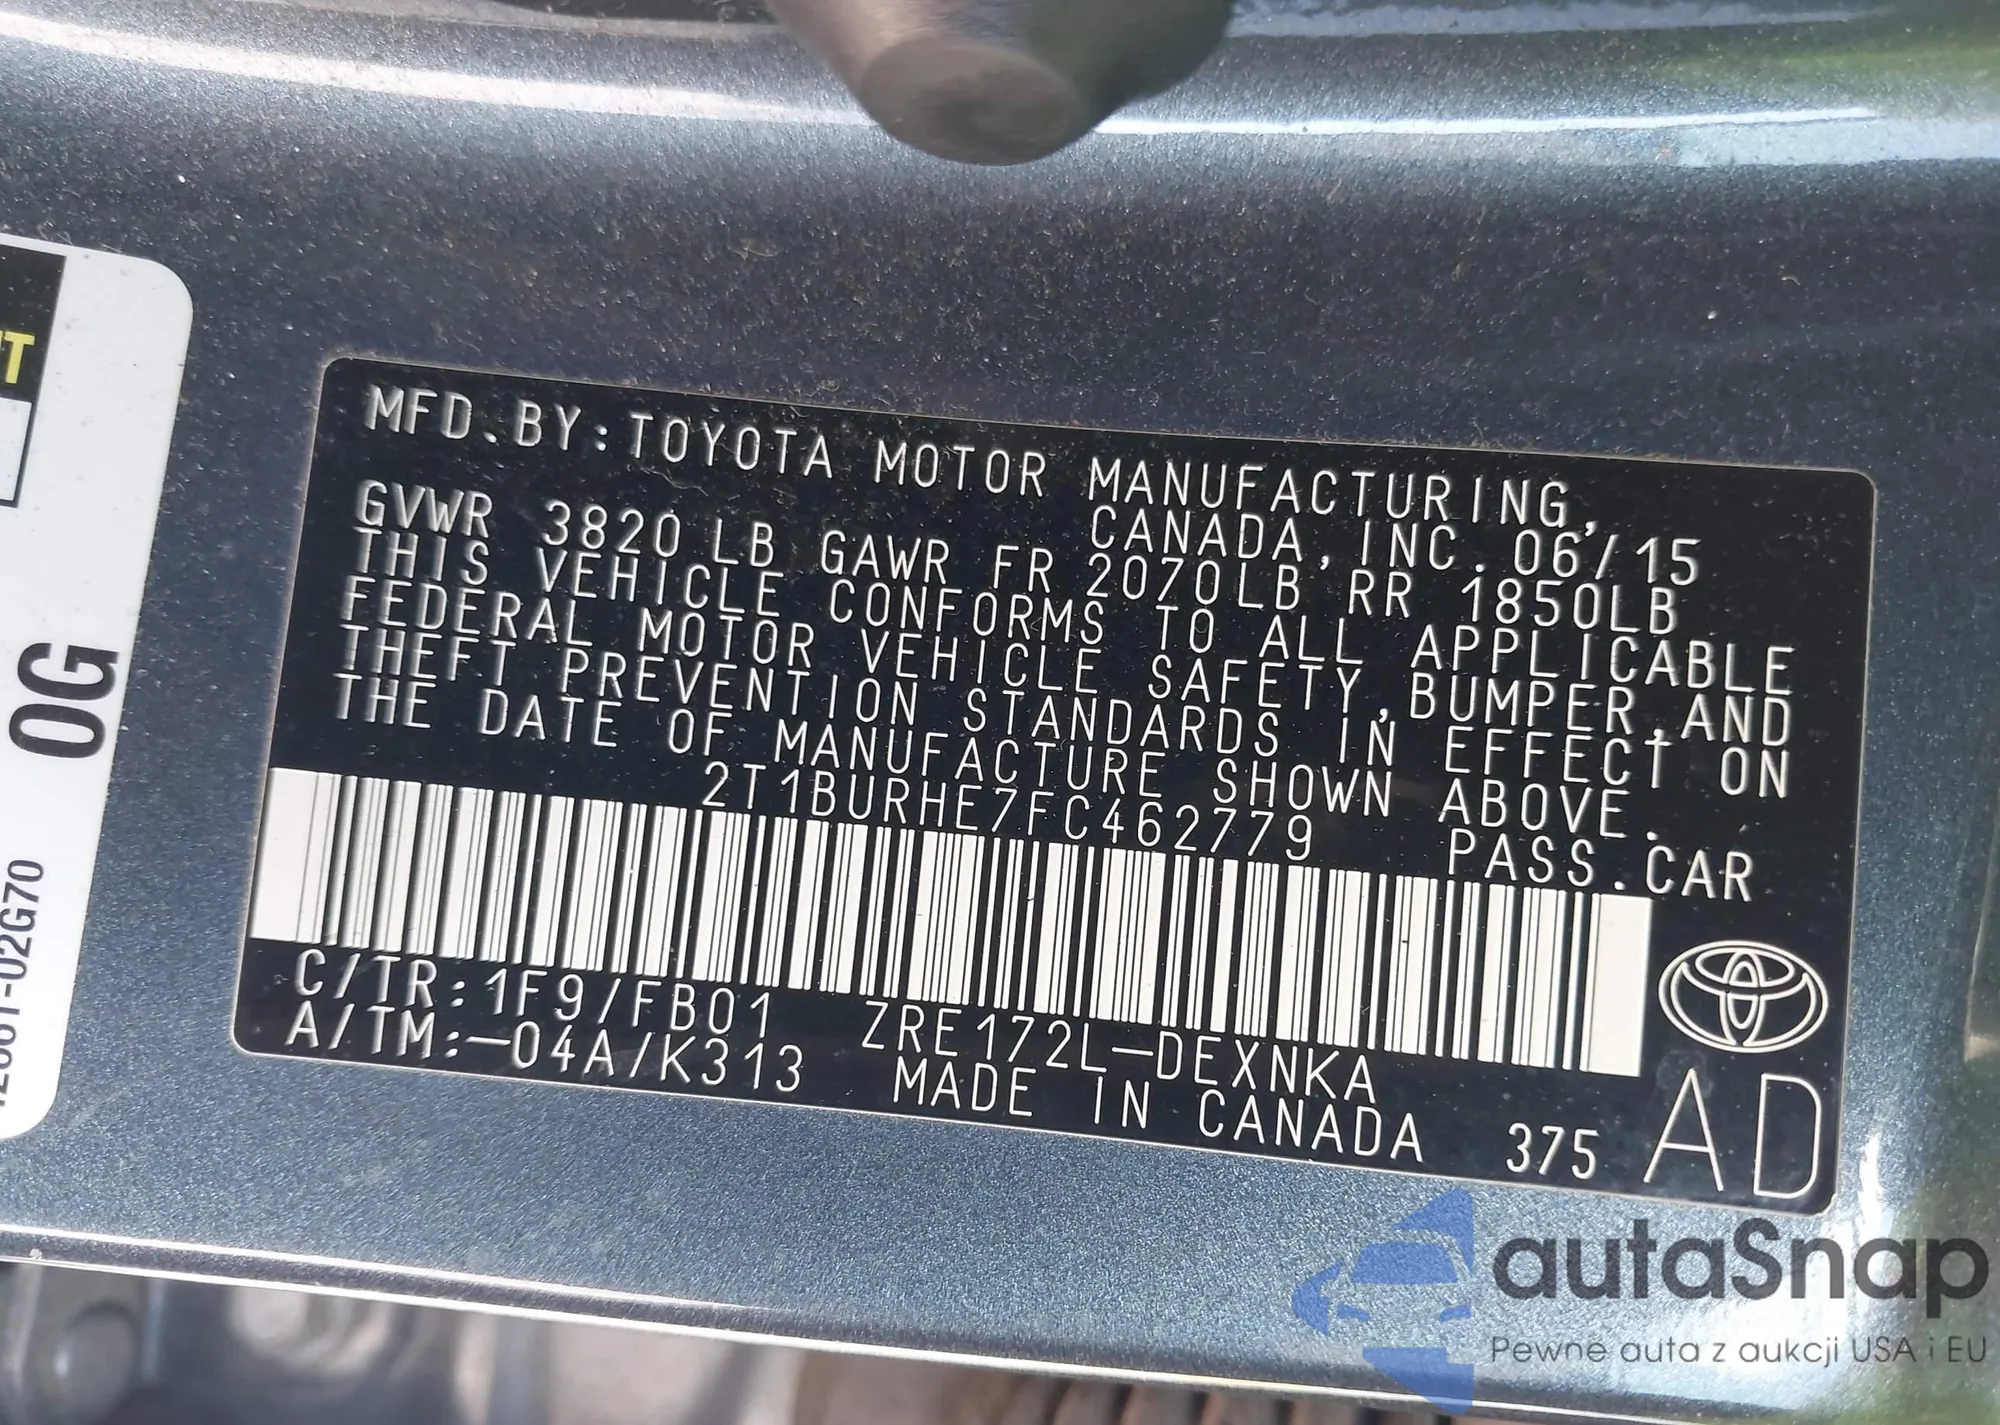 MFD.BY:TOYOTA MOTOR MANUFACTURING,
CANADA,INC.06/15
GVWR 3820LB GAWR FR 2070LB RR 1850LB
THIS VEHICLE CONFORMS TO ALL APPLICABLE
FEDERAL MOTOR VEHICLE SAFETY,BUMPER,AND
THEFT PREVENTION STANDARDS IN EFFECT ON
THE DATE OF MANUFACTURE SHOWN ABOVE.
2T1BURHE7FC462779 PASS.CAR
C/TR:1F9/FB01 ZRE172L-DEXNKA
A/TM:-04A/K313 MADE IN CANADA 375
AD
0G
autaSnap
Pewne auta z aukcji USA i EU